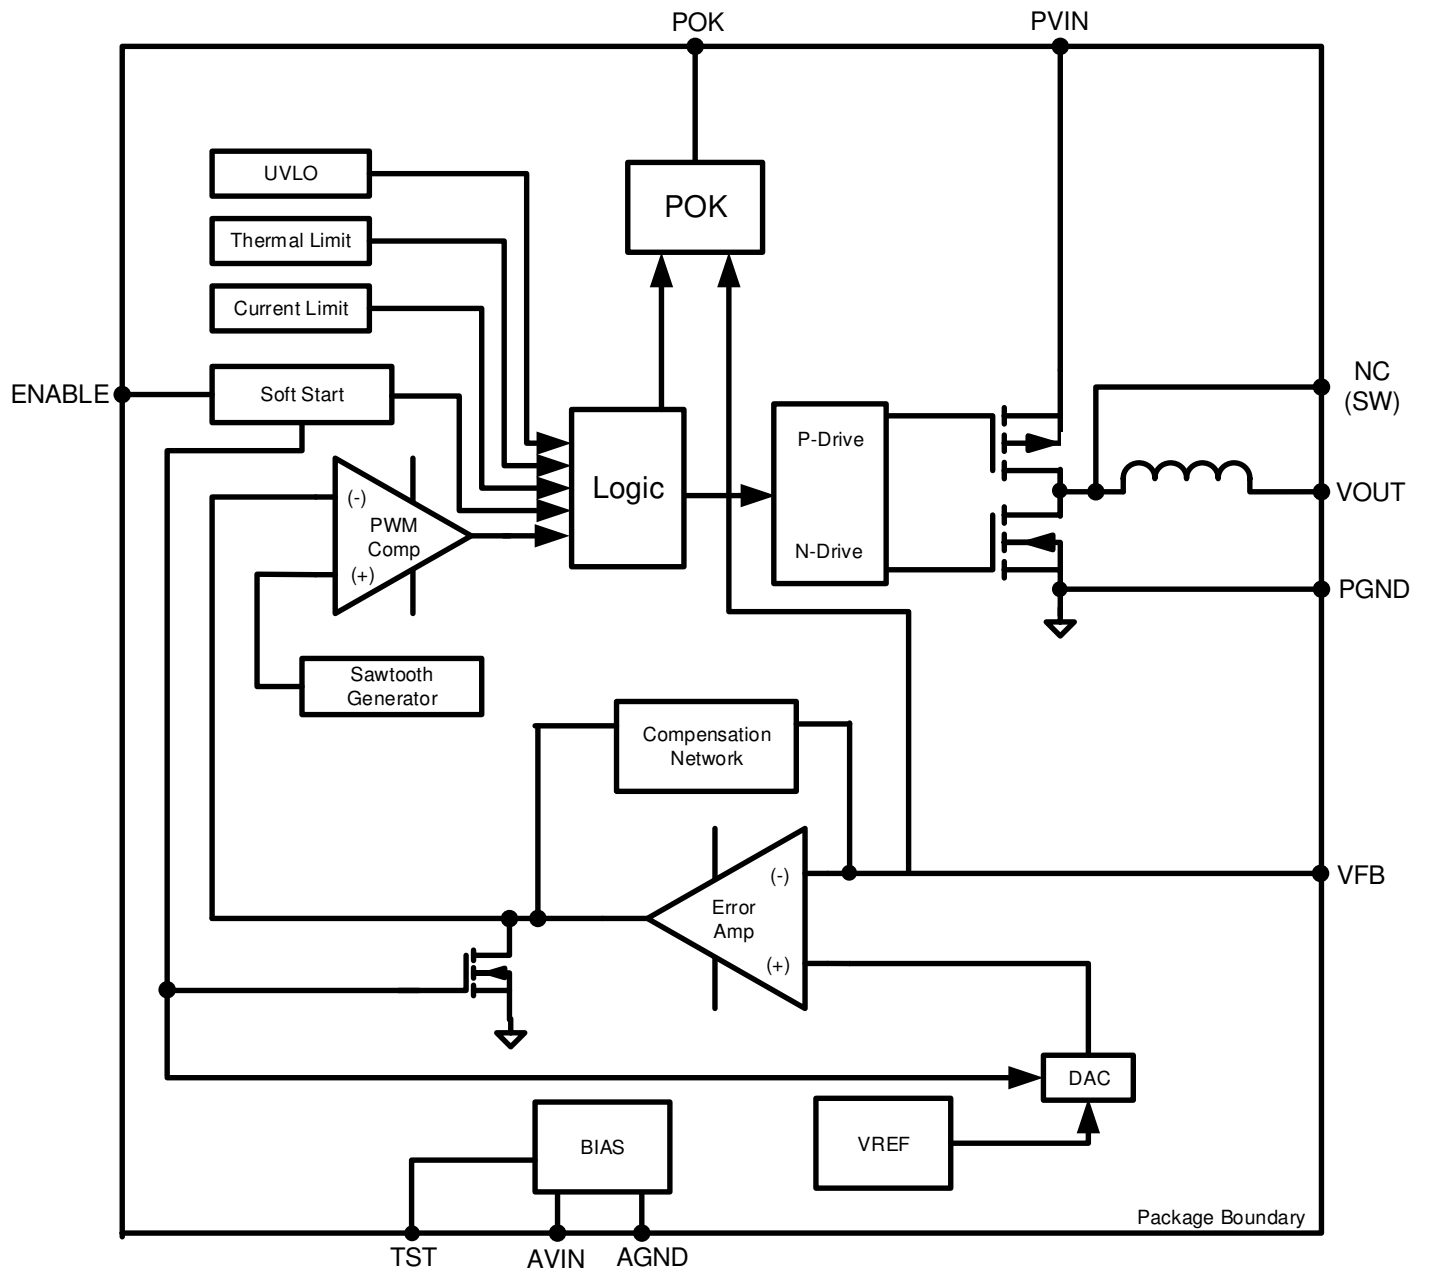 POK
PVIN
UVLO
POK
Thermal Limit
Current Limit
ENABLE
Soft Start
NC
(SW)
P-Drive
Logic
(-)
PWM
Comp
(+)
VOUT
N-Drive
PGND
Sawtooth
Generator
Compensation
Network
(-)
VFB
Error
Amp
(+)
DAC
BIAS
VREF
Package Boundary
TST
AVIN
AGND